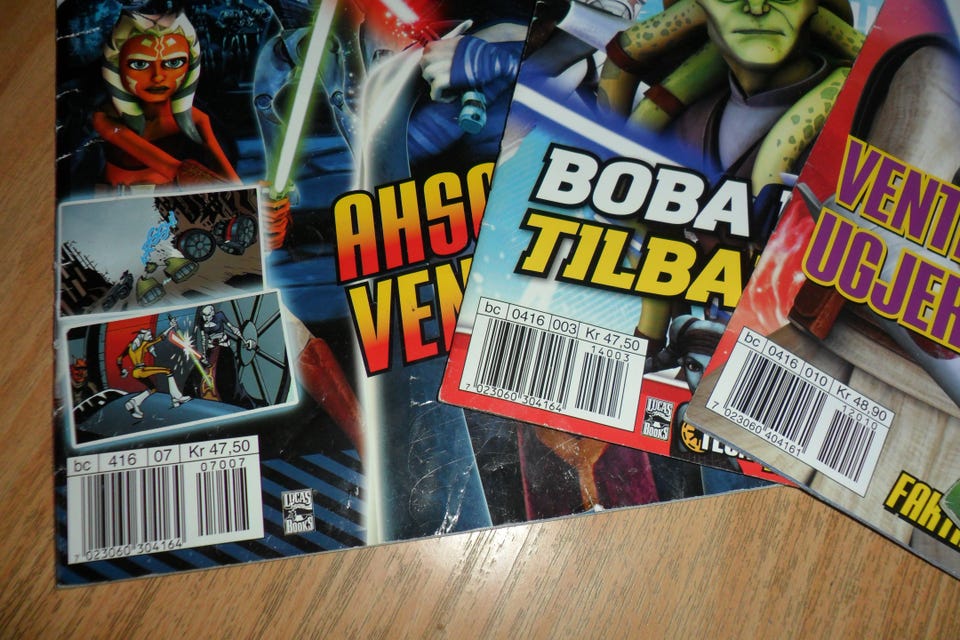 AHSO
VEN
bc 416 07 Kr 47,50
07007
7 023060 304164
LUCAS
BOOKS
BOBA
TILBA
bc 0416 003 Kr 47,50
14003
7 023060 304164
LUCAS
BOOKS
VENT
UGJER
bc 0416 010 Kr 48,90
12010
7 023060 404161